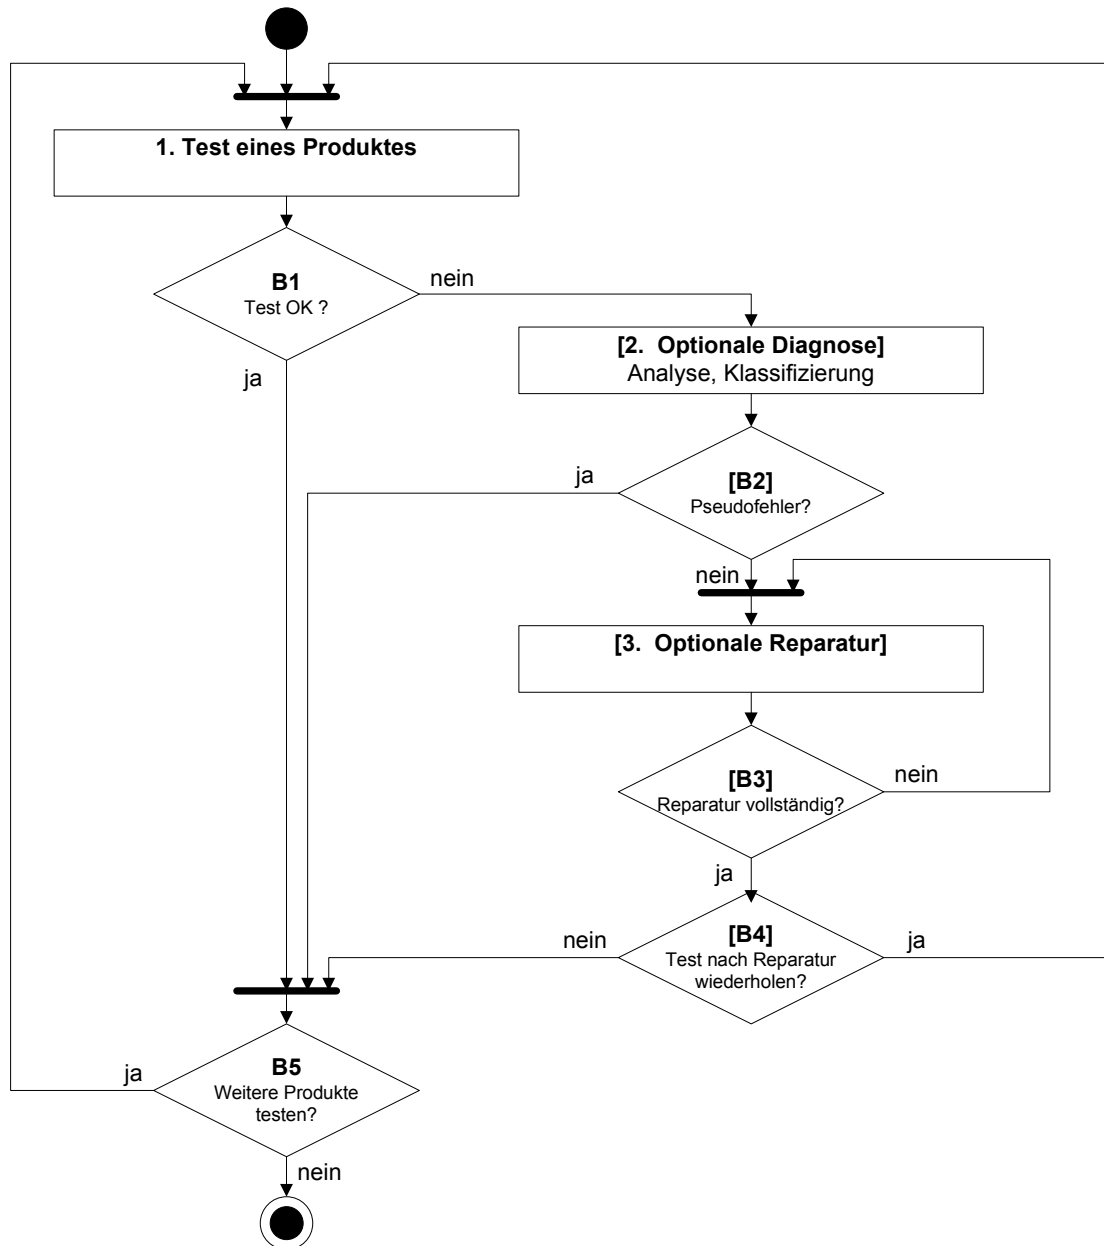 1. Test eines Produktes
B1
Test OK ?
nein
ja
[2.  Optionale Diagnose]
Analyse, Klassifizierung
[B2]
Pseudofehler?
ja
nein
[3.  Optionale Reparatur]
[B3]
Reparatur vollständig?
nein
ja
[B4]
Test nach Reparatur
wiederholen?
nein
ja
B5
Weitere Produkte
testen?
ja
nein